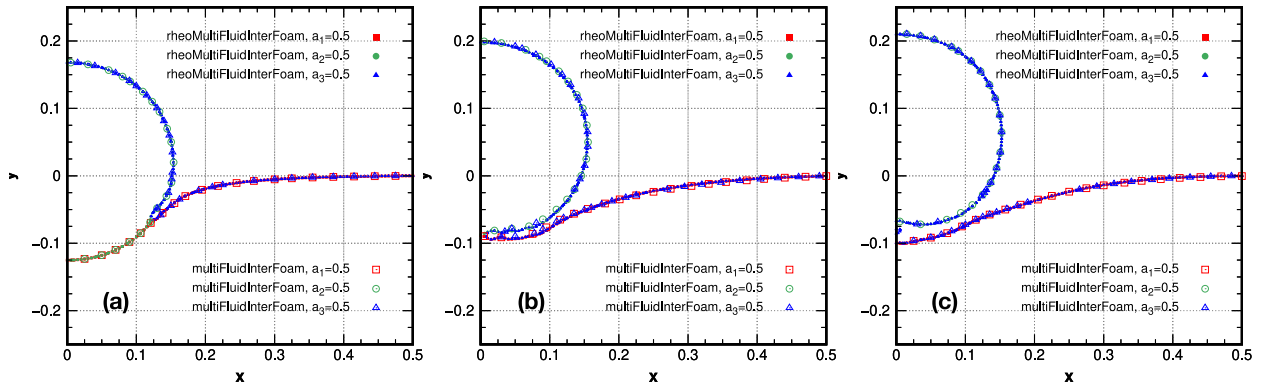 rheoMultiFluidInterFoam, a1=0.5
rheoMultiFluidInterFoam, a2=0.5
rheoMultiFluidInterFoam, a3=0.5
multiFluidInterFoam, a1=0.5
multiFluidInterFoam, a2=0.5
multiFluidInterFoam, a3=0.5
(a)
0.2
0.1
0
−0.1
−0.2
y
0 0.1 0.2 0.3 0.4 0.5
x
rheoMultiFluidInterFoam, a1=0.5
rheoMultiFluidInterFoam, a2=0.5
rheoMultiFluidInterFoam, a3=0.5
multiFluidInterFoam, a1=0.5
multiFluidInterFoam, a2=0.5
multiFluidInterFoam, a3=0.5
(b)
0.2
0.1
0
−0.1
−0.2
y
0 0.1 0.2 0.3 0.4 0.5
x
rheoMultiFluidInterFoam, a1=0.5
rheoMultiFluidInterFoam, a2=0.5
rheoMultiFluidInterFoam, a3=0.5
multiFluidInterFoam, a1=0.5
multiFluidInterFoam, a2=0.5
multiFluidInterFoam, a3=0.5
(c)
0.2
0.1
0
−0.1
−0.2
y
0 0.1 0.2 0.3 0.4 0.5
x